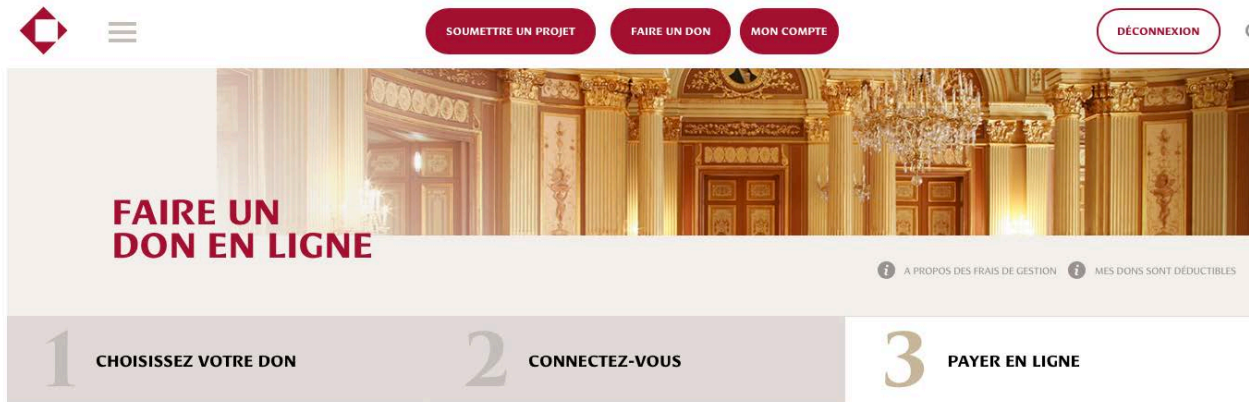 SOUMETTRE UN PROJET
FAIRE UN DON
MON COMPTE
DÉCONNEXION
FAIRE UN
DON EN LIGNE
A PROPOS DES FRAIS DE GESTION
MES DONS SONT DÉDUCTIBLES
1 CHOISISSEZ VOTRE DON
2 CONNECTEZ-VOUS
3 PAYER EN LIGNE